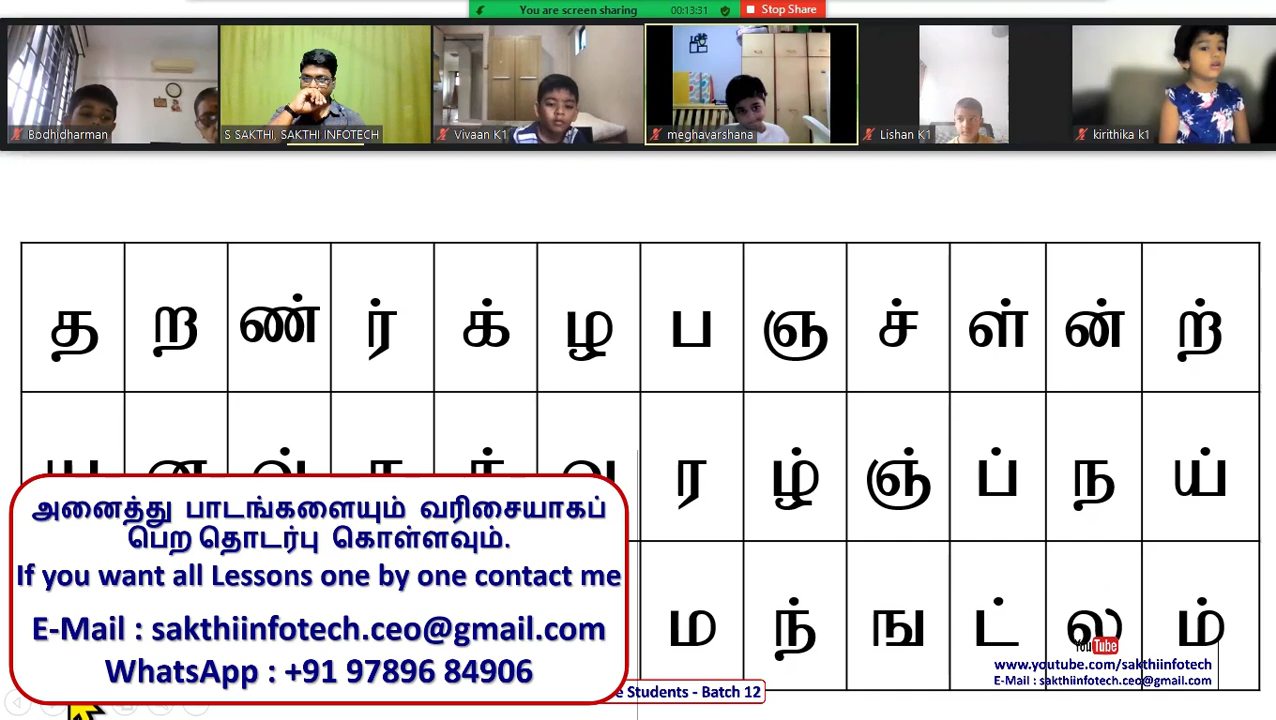 You are screen sharing 00:13:31 Stop Share
Bodhidharman
S SAKTHI, SAKTHI INFOTECH
Vivaan K1
meghavarshana
Lishan K1
kirithika k1
த ற ண் ர் க் ழ ப ஞ ச் ள் ன் ற்
ர ழ் ஞ் ப் ந ய்
ம ந் ங ட் ல ம்
அனைத்து பாடங்களையும் வரிசையாகப்
பெற தொடர்பு கொள்ளவும்.
If you want all Lessons one by one contact me
E-Mail : sakthiinfotech.ceo@gmail.com
WhatsApp : +91 97896 84906
Students - Batch 12
YouTube
www.youtube.com/sakthiinfotech
E-Mail : sakthiinfotech.ceo@gmail.com